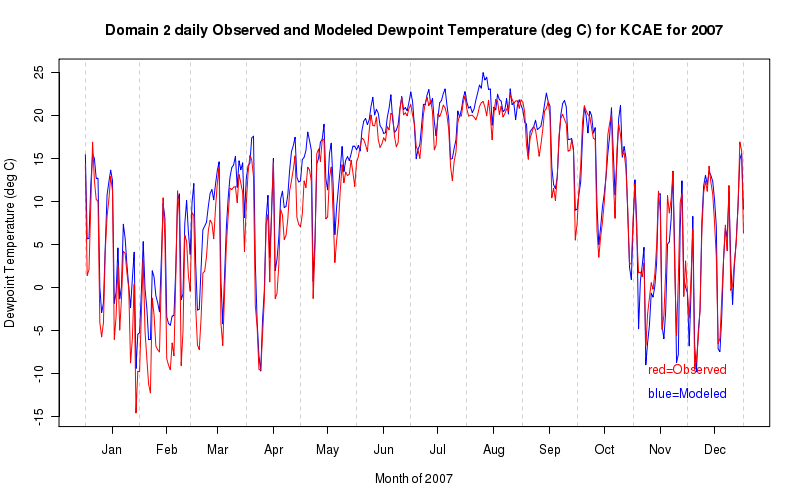 Domain 2 daily Observed and Modeled Dewpoint Temperature (deg C) for KCAE for 2007
Dewpoint Temperature (deg C)
25
20
15
10
5
0
-5
-10
-15
red=Observed
blue=Modeled
Jan Feb Mar Apr May Jun Jul Aug Sep Oct Nov Dec
Month of 2007